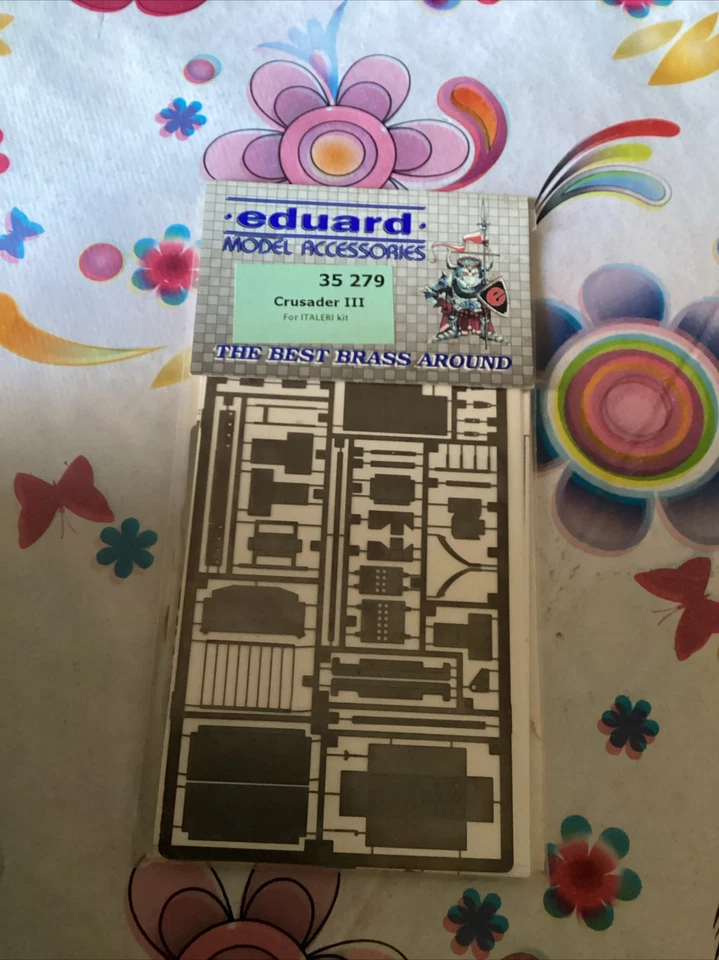 ·eduard·
MODEL ACCESSORIES
35 279
Crusader III
For ITALERI kit
e
THE BEST BRASS AROUND